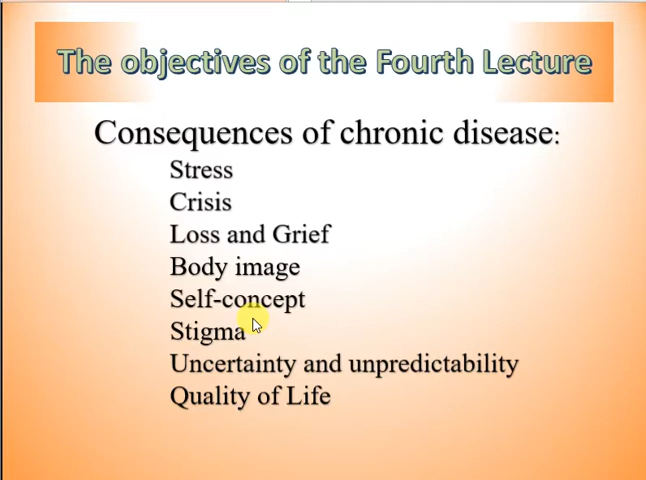 The objectives of the Fourth Lecture
Consequences of chronic disease:
Stress
Crisis
Loss and Grief
Body image
Self-concept
Stigma
Uncertainty and unpredictability
Quality of Life